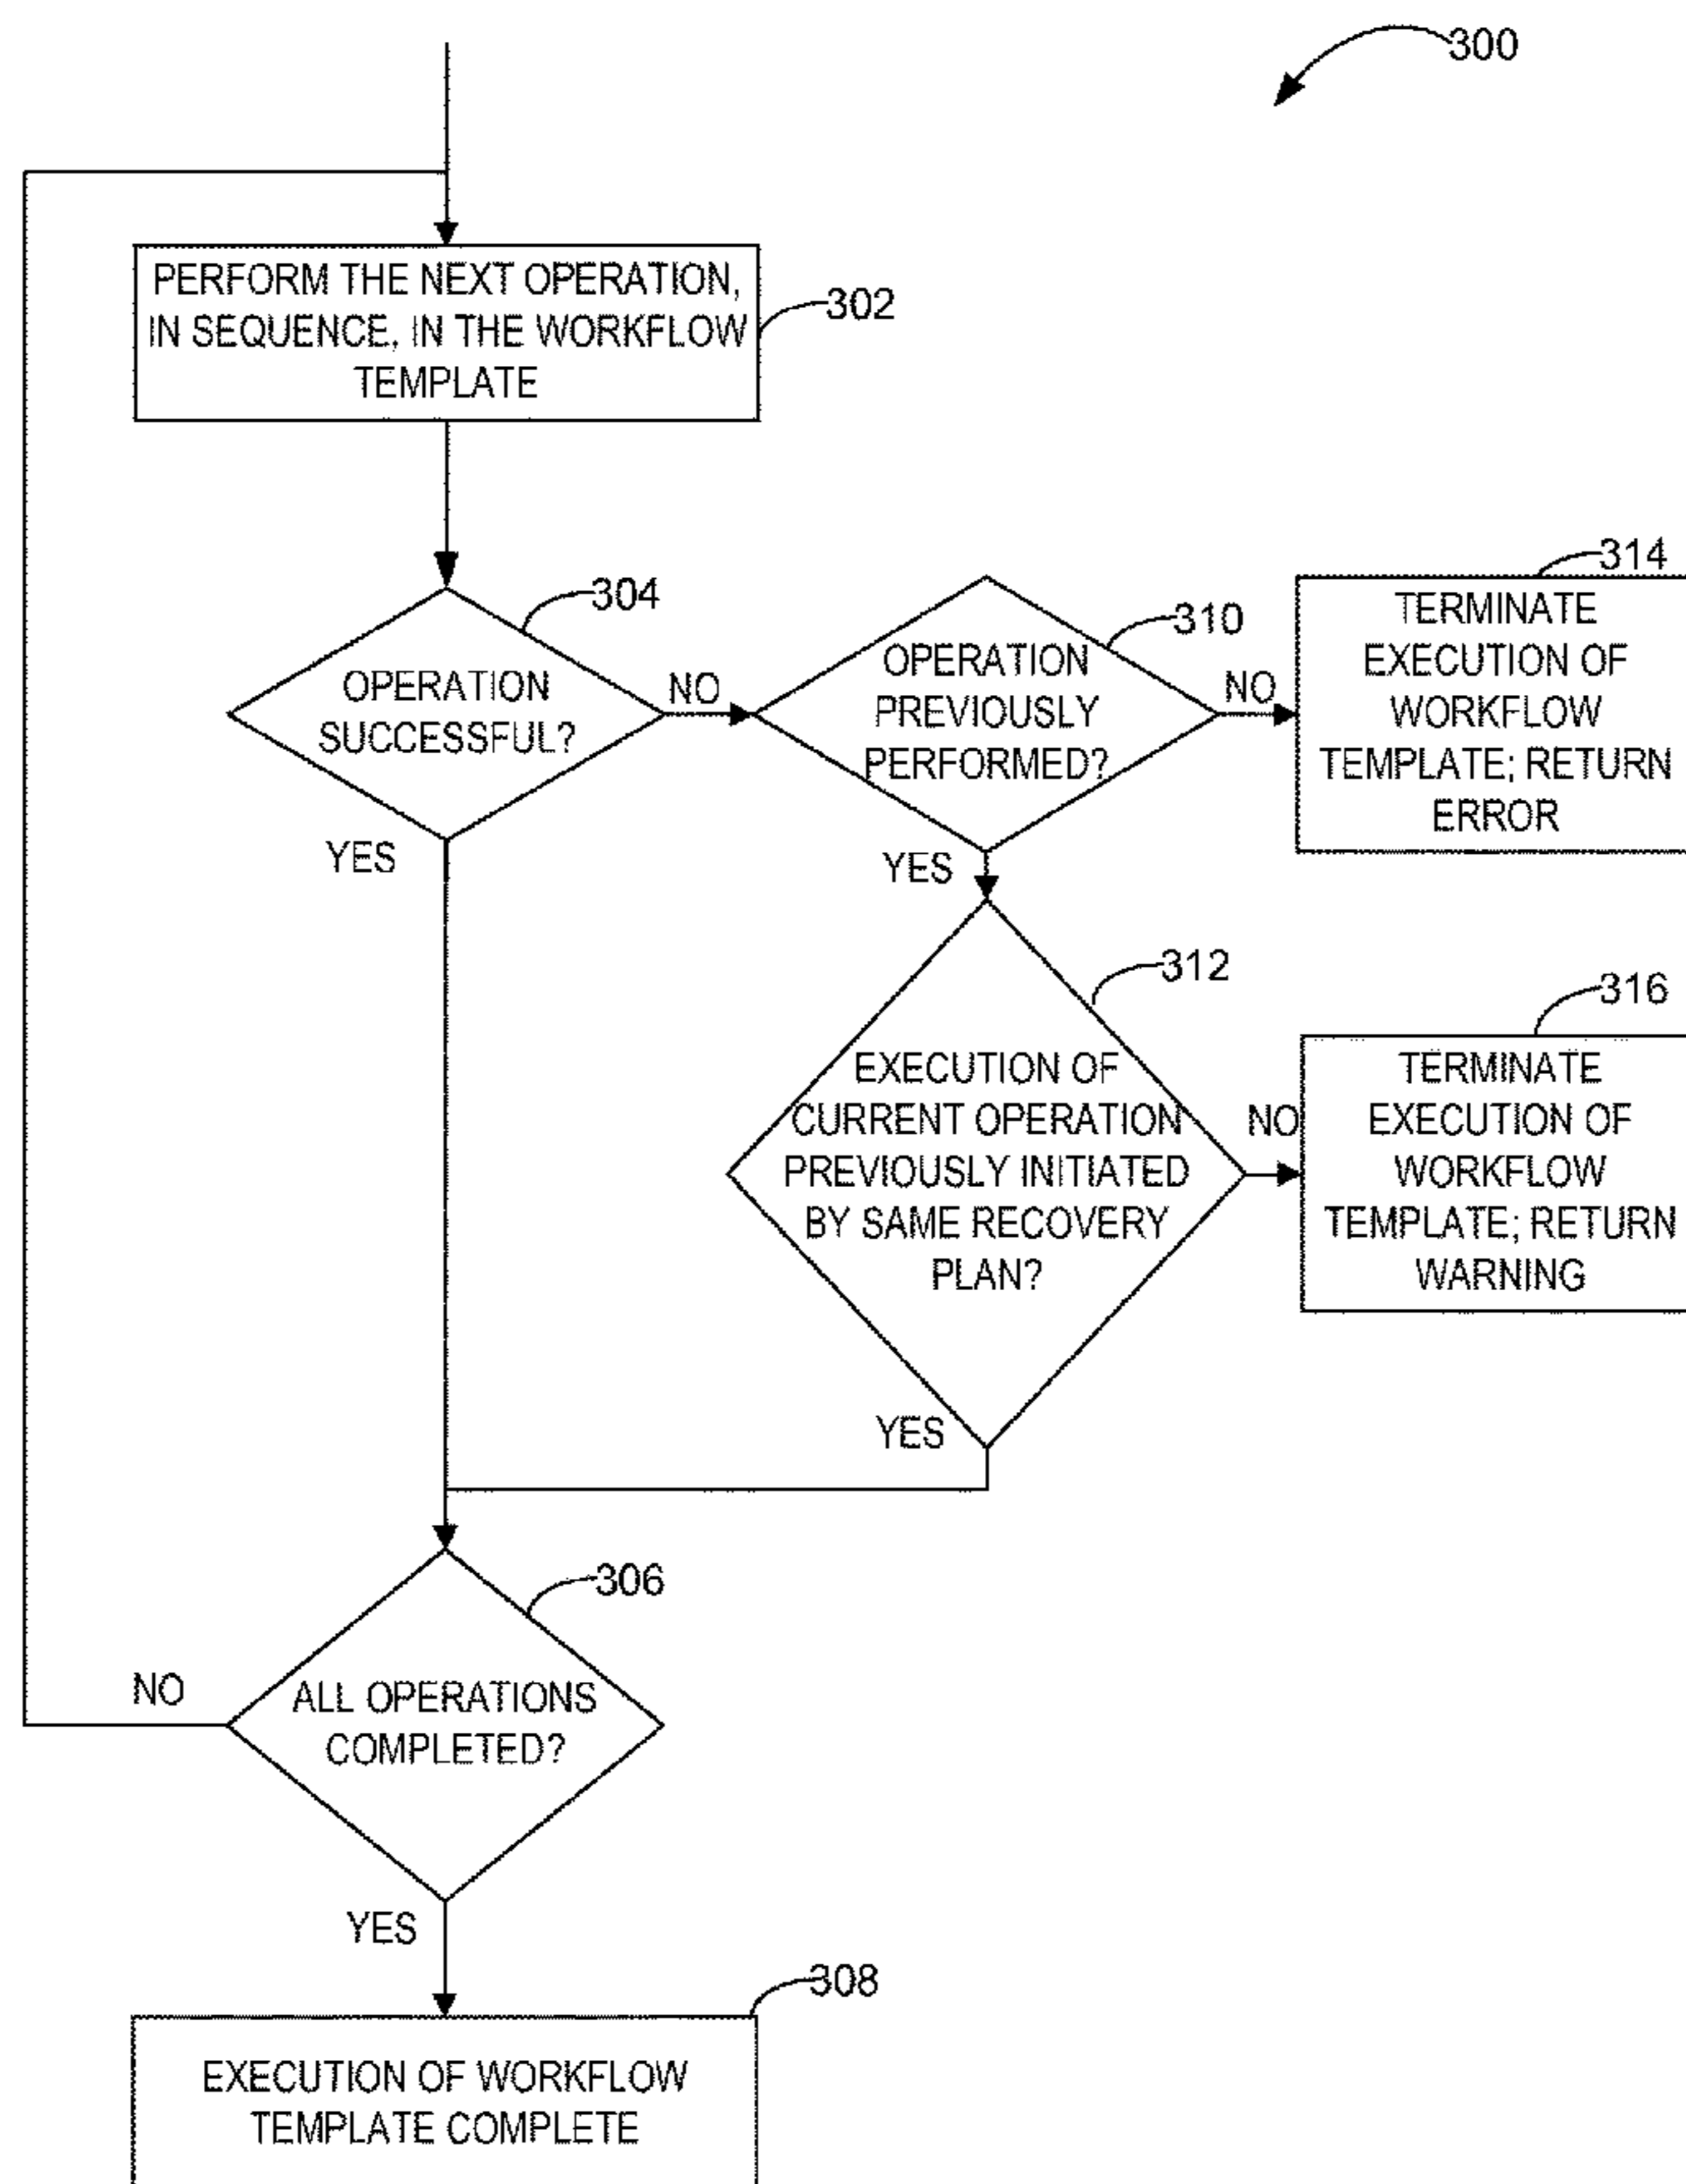 300
PERFORM THE NEXT OPERATION,
IN SEQUENCE, IN THE WORKFLOW
TEMPLATE
302
304
OPERATION
SUCCESSFUL?
NO
YES
310
OPERATION
PREVIOUSLY
PERFORMED?
NO
YES
314
TERMINATE
EXECUTION OF
WORKFLOW
TEMPLATE; RETURN
ERROR
312
EXECUTION OF
CURRENT OPERATION
PREVIOUSLY INITIATED
BY SAME RECOVERY
PLAN?
NO
YES
316
TERMINATE
EXECUTION OF
WORKFLOW
TEMPLATE; RETURN
WARNING
306
ALL OPERATIONS
COMPLETED?
NO
YES
308
EXECUTION OF WORKFLOW
TEMPLATE COMPLETE